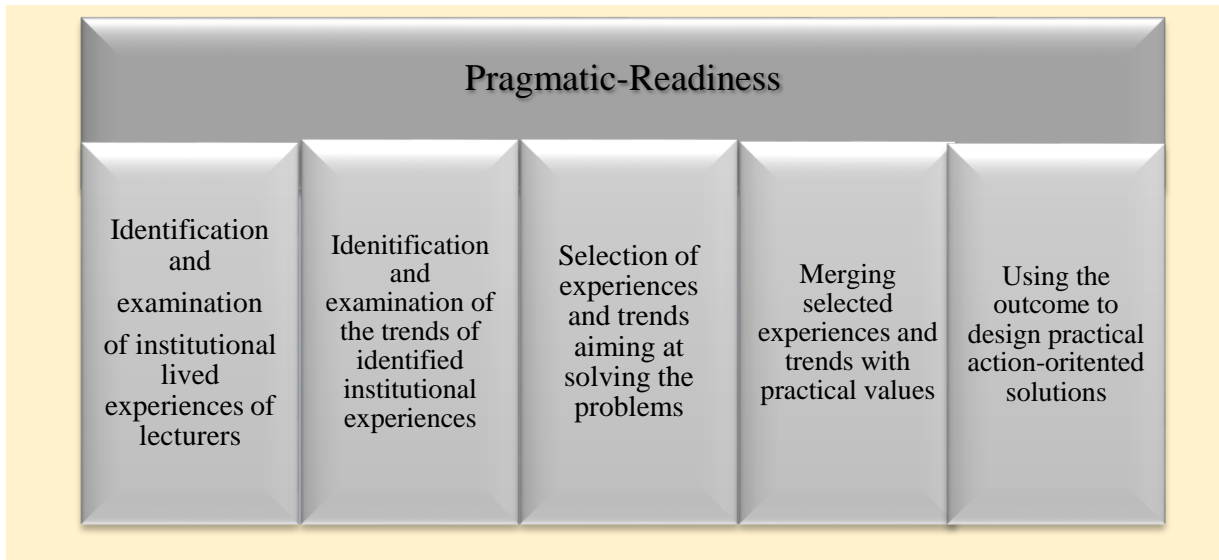 Pragmatic-Readiness
Identification
and
examination
of institutional
lived
experiences of
lecturers
Idenitification
and
examination of
the trends of
identified
institutional
experiences
Selection of
experiences
and trends
aiming at
solving the
problems
Merging
selected
experiences and
trends with
practical values
Using the
outcome to
design practical
action-oritented
solutions